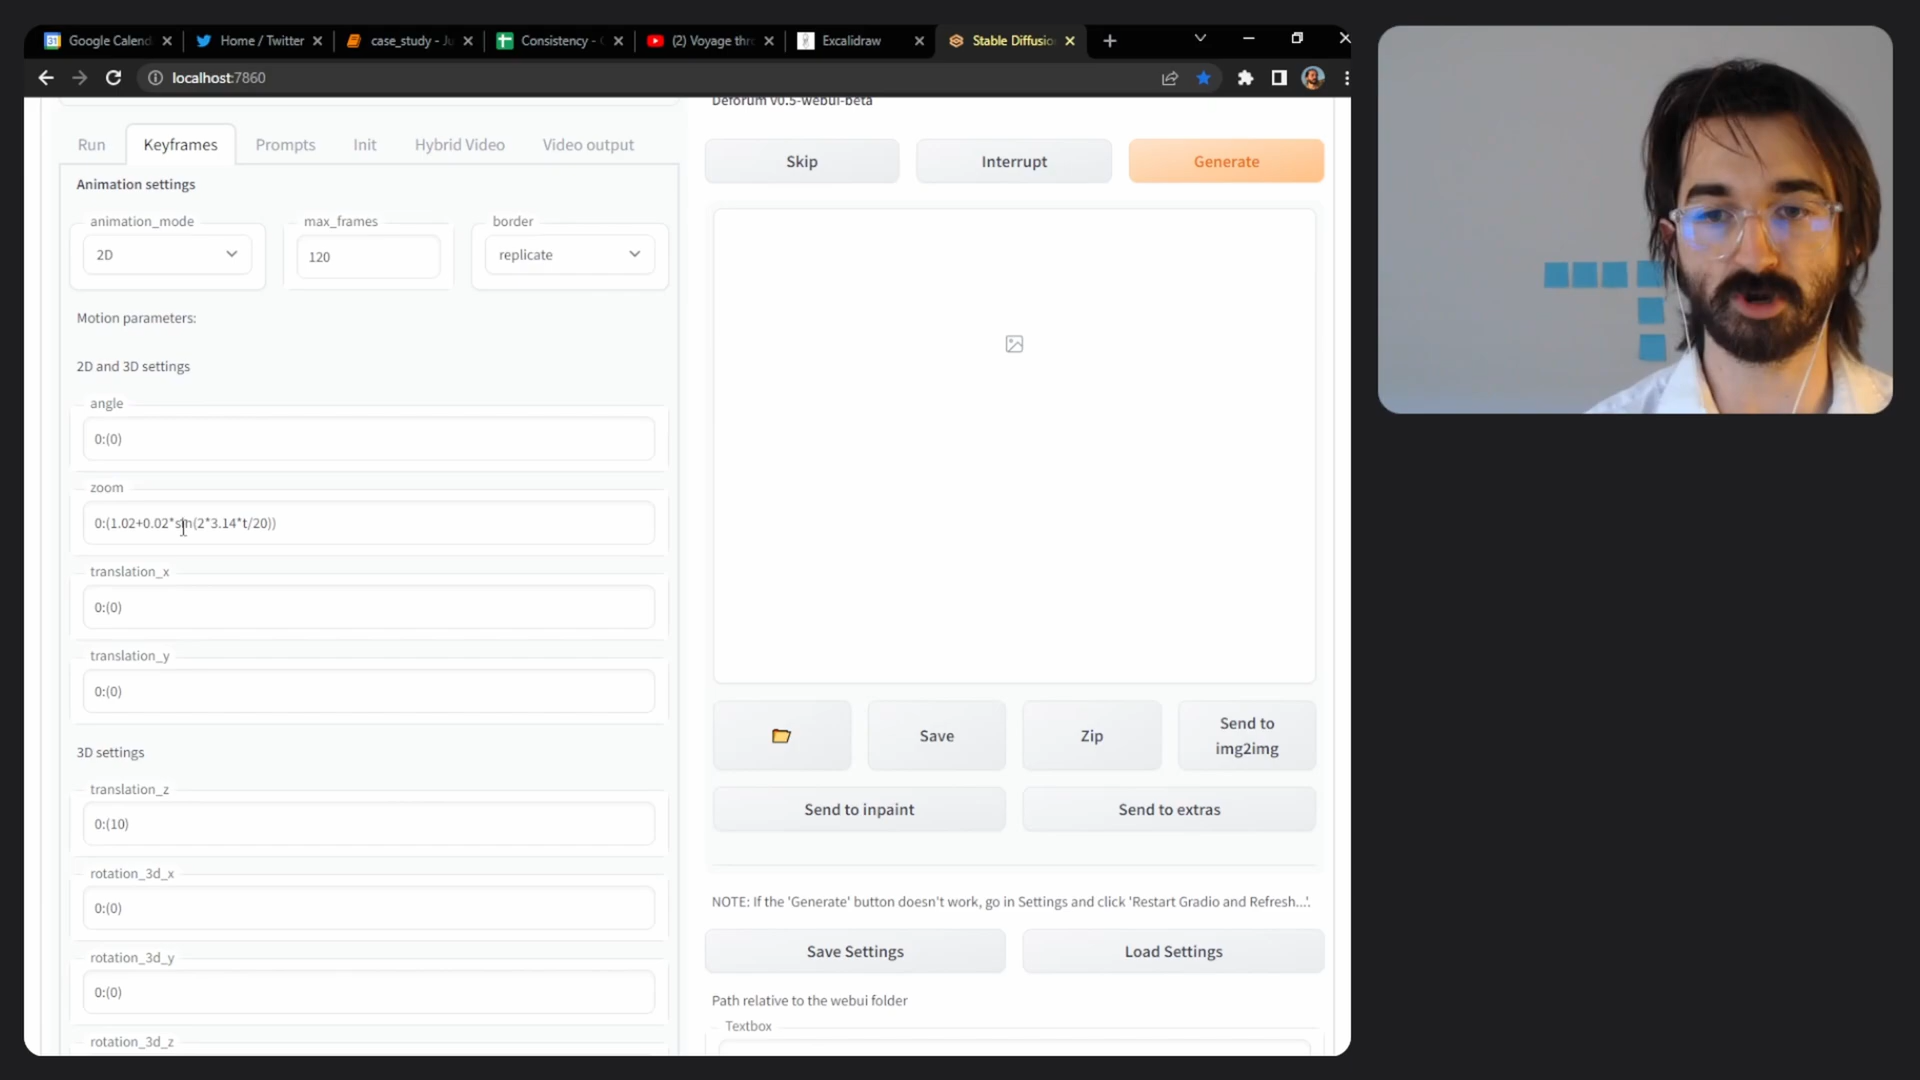 Google Calend
Home / Twitter
case_study - Ju
Consistency - G
(2) Voyage thro
Excalidraw
Stable Diffusio
localhost:7860
Deforum v0.5-webui-beta
Run
Keyframes
Prompts
Init
Hybrid Video
Video output
Skip
Interrupt
Generate
Animation settings
animation_mode
max_frames
border
2D
120
replicate
Motion parameters:
2D and 3D settings
angle
0:(0)
zoom
0:(1.02+0.02*sin(2*3.14*t/20))
translation_x
0:(0)
translation_y
0:(0)
3D settings
translation_z
0:(10)
rotation_3d_x
0:(0)
rotation_3d_y
0:(0)
rotation_3d_z
Save
Zip
Send to
img2img
Send to inpaint
Send to extras
NOTE: If the 'Generate' button doesn't work, go in Settings and click 'Restart Gradio and Refresh...'.
Save Settings
Load Settings
Path relative to the webui folder
Textbox